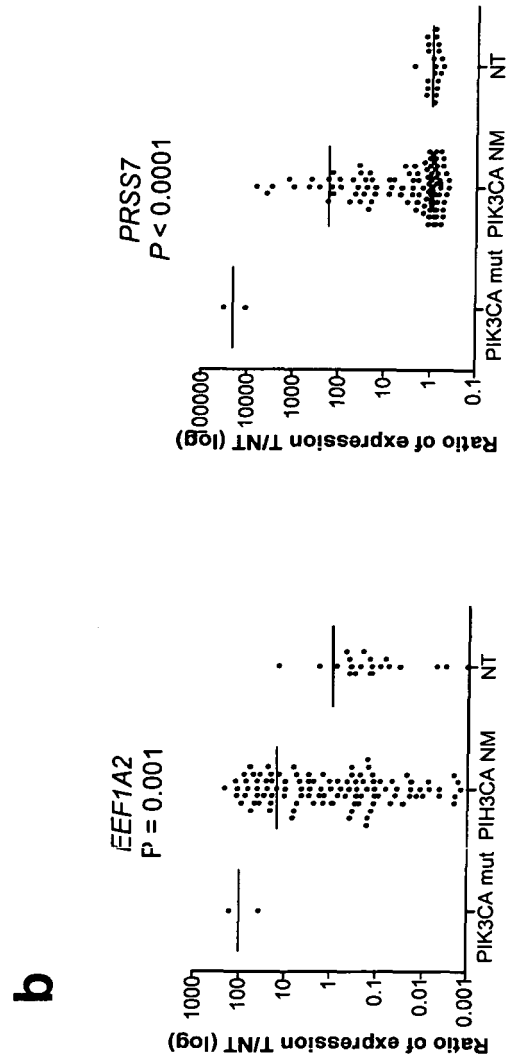 b
EEF1A2
P = 0.001
Ratio of expression T/NT (log)
1000
100
10
1
0.1
0.01
0.001
PIK3CA mut
PIH3CA NM
NT
PRSS7
P < 0.0001
Ratio of expression T/NT (log)
00000
10000
1000
100
10
1
0.1
PIK3CA mut
PIK3CA NM
NT